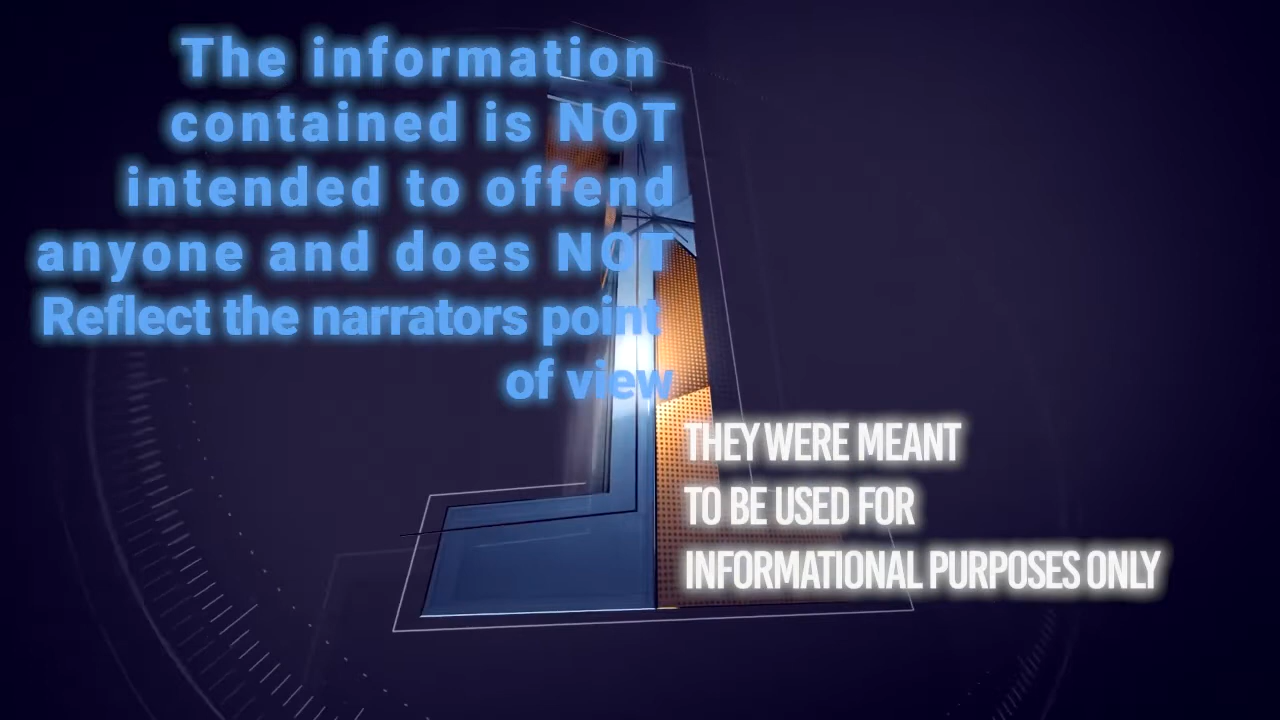 The information
contained is NOT
intended to offend
anyone and does NOT
Reflect the narrators point
of view
THEY WERE MEANT
TO BE USED FOR
INFORMATIONAL PURPOSES ONLY